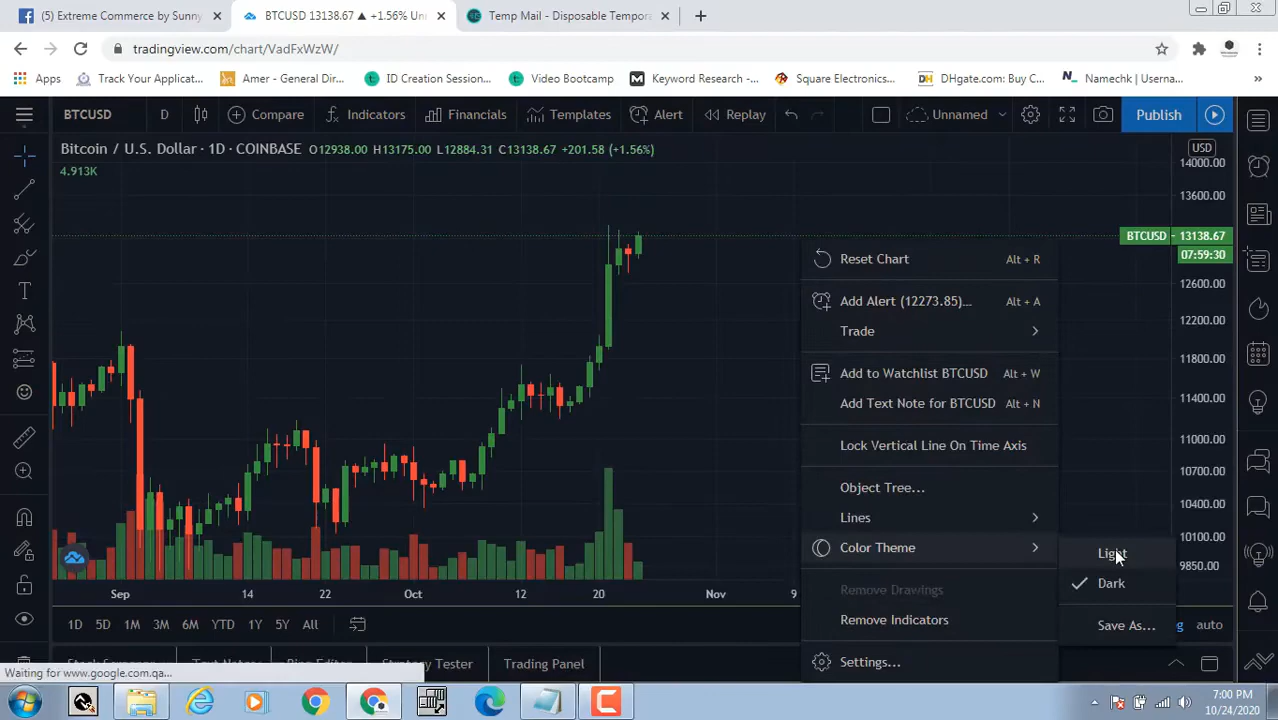 (5) Extreme Commerce by Sunny
BTCUSD 13138.67 ▲ +1.56% Un
Temp Mail - Disposable Tempora
tradingview.com/chart/VadFxWzW/
Apps
Track Your Applicat...
Amer - General Dir...
ID Creation Session...
Video Bootcamp
Keyword Research -...
Square Electronics...
DHgate.com: Buy C...
Namechk | Userna...
BTCUSD
D
Compare
Indicators
Financials
Templates
Alert
Replay
Unnamed
Publish
Bitcoin / U.S. Dollar · 1D · COINBASE O12938.00 H13175.00 L12884.31 C13138.67 +201.58 (+1.56%)
4.913K
USD
14000.00
13600.00
BTCUSD 13138.67
07:59:30
12600.00
12200.00
11800.00
11400.00
11000.00
10700.00
10400.00
10100.00
9850.00
Reset Chart Alt + R
Add Alert (12273.85)... Alt + A
Trade
Add to Watchlist BTCUSD Alt + W
Add Text Note for BTCUSD Alt + N
Lock Vertical Line On Time Axis
Object Tree...
Lines
Color Theme
Remove Drawings
Remove Indicators
Settings...
Light
Dark
Save As...
Sep 14 22 Oct 12 20 Nov 9
1D 5D 1M 3M 6M YTD 1Y 5Y All
g auto
Strategy Tester
Trading Panel
Waiting for www.google.com.qa...
7:00 PM
10/24/2020